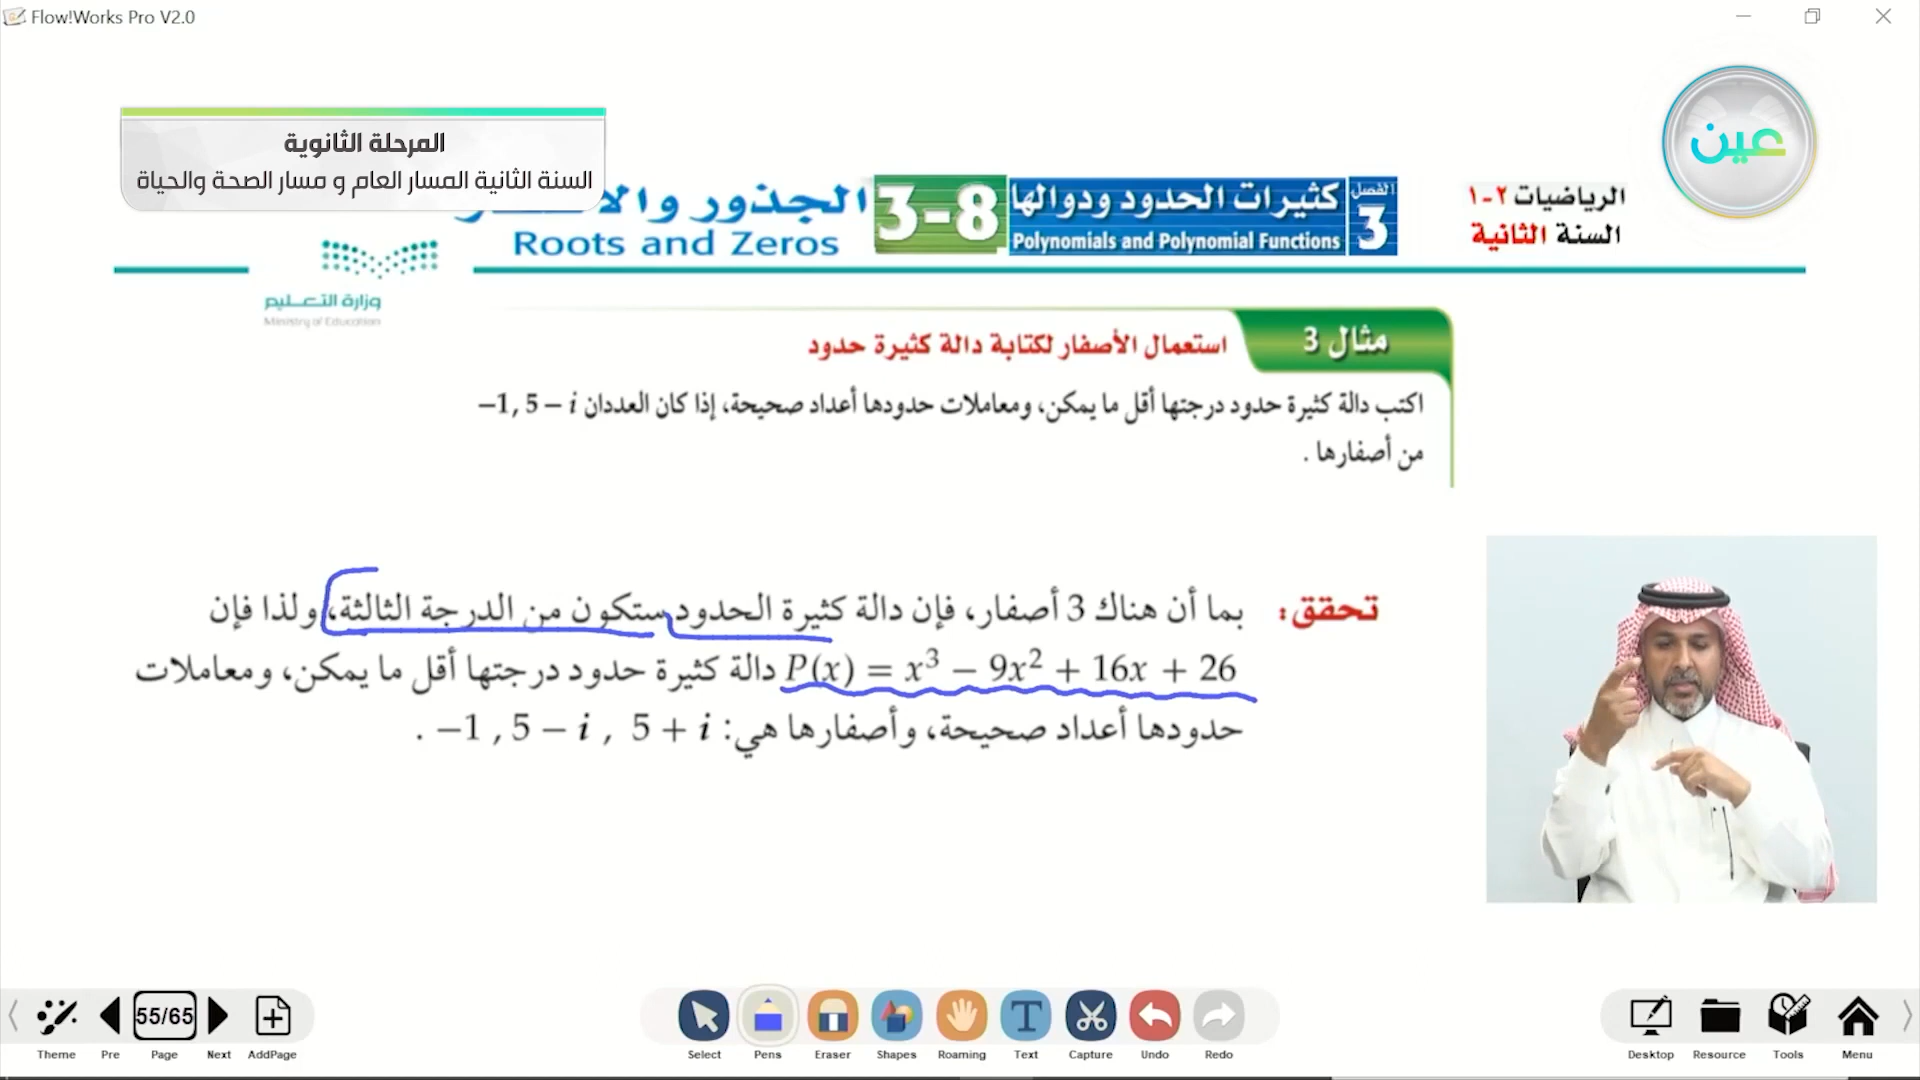 Flow!Works Pro V2.0
المرحلة الثانوية
السنة الثانية المسار العام و مسار الصحة والحياة
عين
الرياضيات ٢-١
السنة الثانية
الفصل 3
كثيرات الحدود ودوالها
Polynomials and Polynomial Functions
3-8
الجذور
Roots and Zeros
وزارة التعليم
Ministry of Education
مثال 3
استعمال الأصفار لكتابة دالة كثيرة حدود
اكتب دالة كثيرة حدود درجتها أقل ما يمكن، ومعاملات حدودها أعداد صحيحة، إذا كان العددان −1, 5 − i
من أصفارها .
تحقق: بما أن هناك 3 أصفار، فإن دالة كثيرة الحدود ستكون من الدرجة الثالثة، ولذا فإن
P(x) = x³ − 9x² + 16x + 26 دالة كثيرة حدود درجتها أقل ما يمكن، ومعاملات
حدودها أعداد صحيحة، وأصفارها هي: −1 , 5 − i , 5 + i .
55/65
Theme Pre Page Next AddPage
Select Pens Eraser Shapes Roaming Text Capture Undo Redo
Desktop Resource Tools Menu